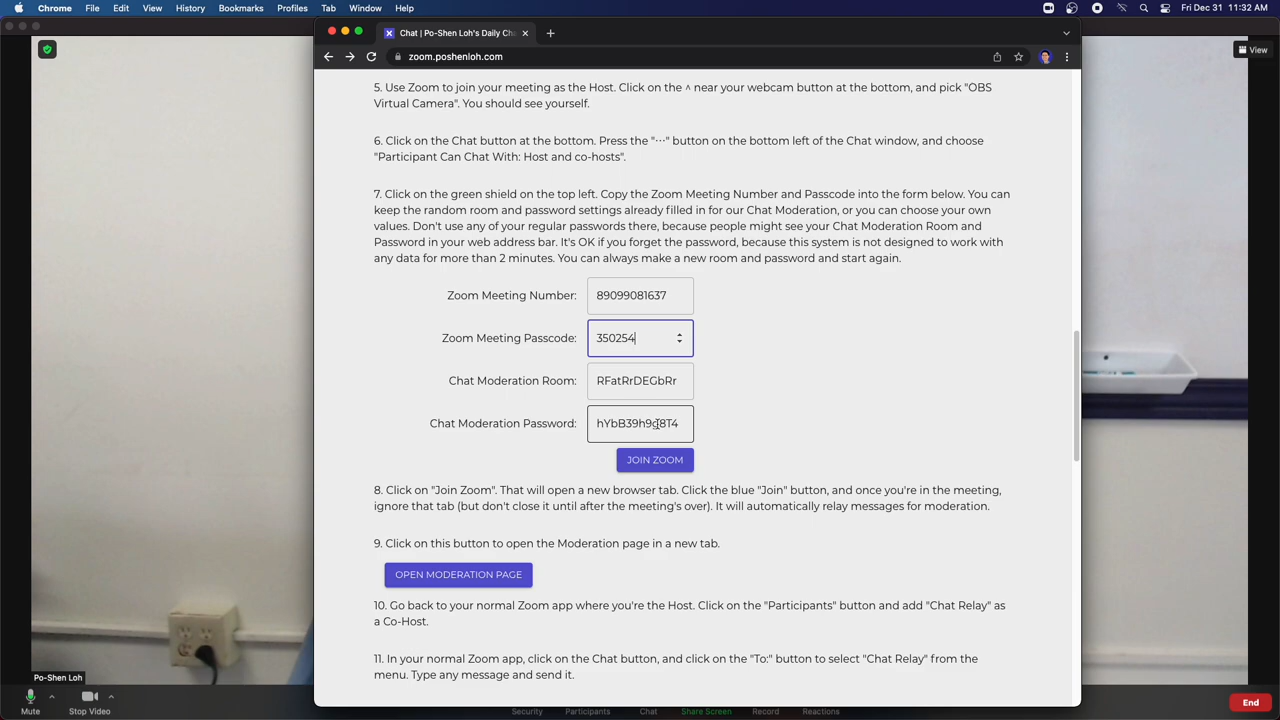 Chrome File Edit View History Bookmarks Profiles Tab Window Help
Fri Dec 31 11:32 AM
Chat | Po-Shen Loh's Daily Cha
zoom.poshenloh.com
View
5. Use Zoom to join your meeting as the Host. Click on the ^ near your webcam button at the bottom, and pick "OBS
Virtual Camera". You should see yourself.
6. Click on the Chat button at the bottom. Press the "···" button on the bottom left of the Chat window, and choose
"Participant Can Chat With: Host and co-hosts".
7. Click on the green shield on the top left. Copy the Zoom Meeting Number and Passcode into the form below. You can
keep the random room and password settings already filled in for our Chat Moderation, or you can choose your own
values. Don't use any of your regular passwords there, because people might see your Chat Moderation Room and
Password in your web address bar. It's OK if you forget the password, because this system is not designed to work with
any data for more than 2 minutes. You can always make a new room and password and start again.
Zoom Meeting Number: 89099081637
Zoom Meeting Passcode: 350254
Chat Moderation Room: RFatRrDEGbRr
Chat Moderation Password:
JOIN ZOOM
8. Click on "Join Zoom". That will open a new browser tab. Click the blue "Join" button, and once you're in the meeting,
ignore that tab (but don't close it until after the meeting's over). It will automatically relay messages for moderation.
9. Click on this button to open the Moderation page in a new tab.
OPEN MODERATION PAGE
10. Go back to your normal Zoom app where you're the Host. Click on the "Participants" button and add "Chat Relay" as
a Co-Host.
11. In your normal Zoom app, click on the Chat button, and click on the "To:" button to select "Chat Relay" from the
menu. Type any message and send it.
Po-Shen Loh
Mute Stop Video Security Participants Chat Share Screen Record Reactions End